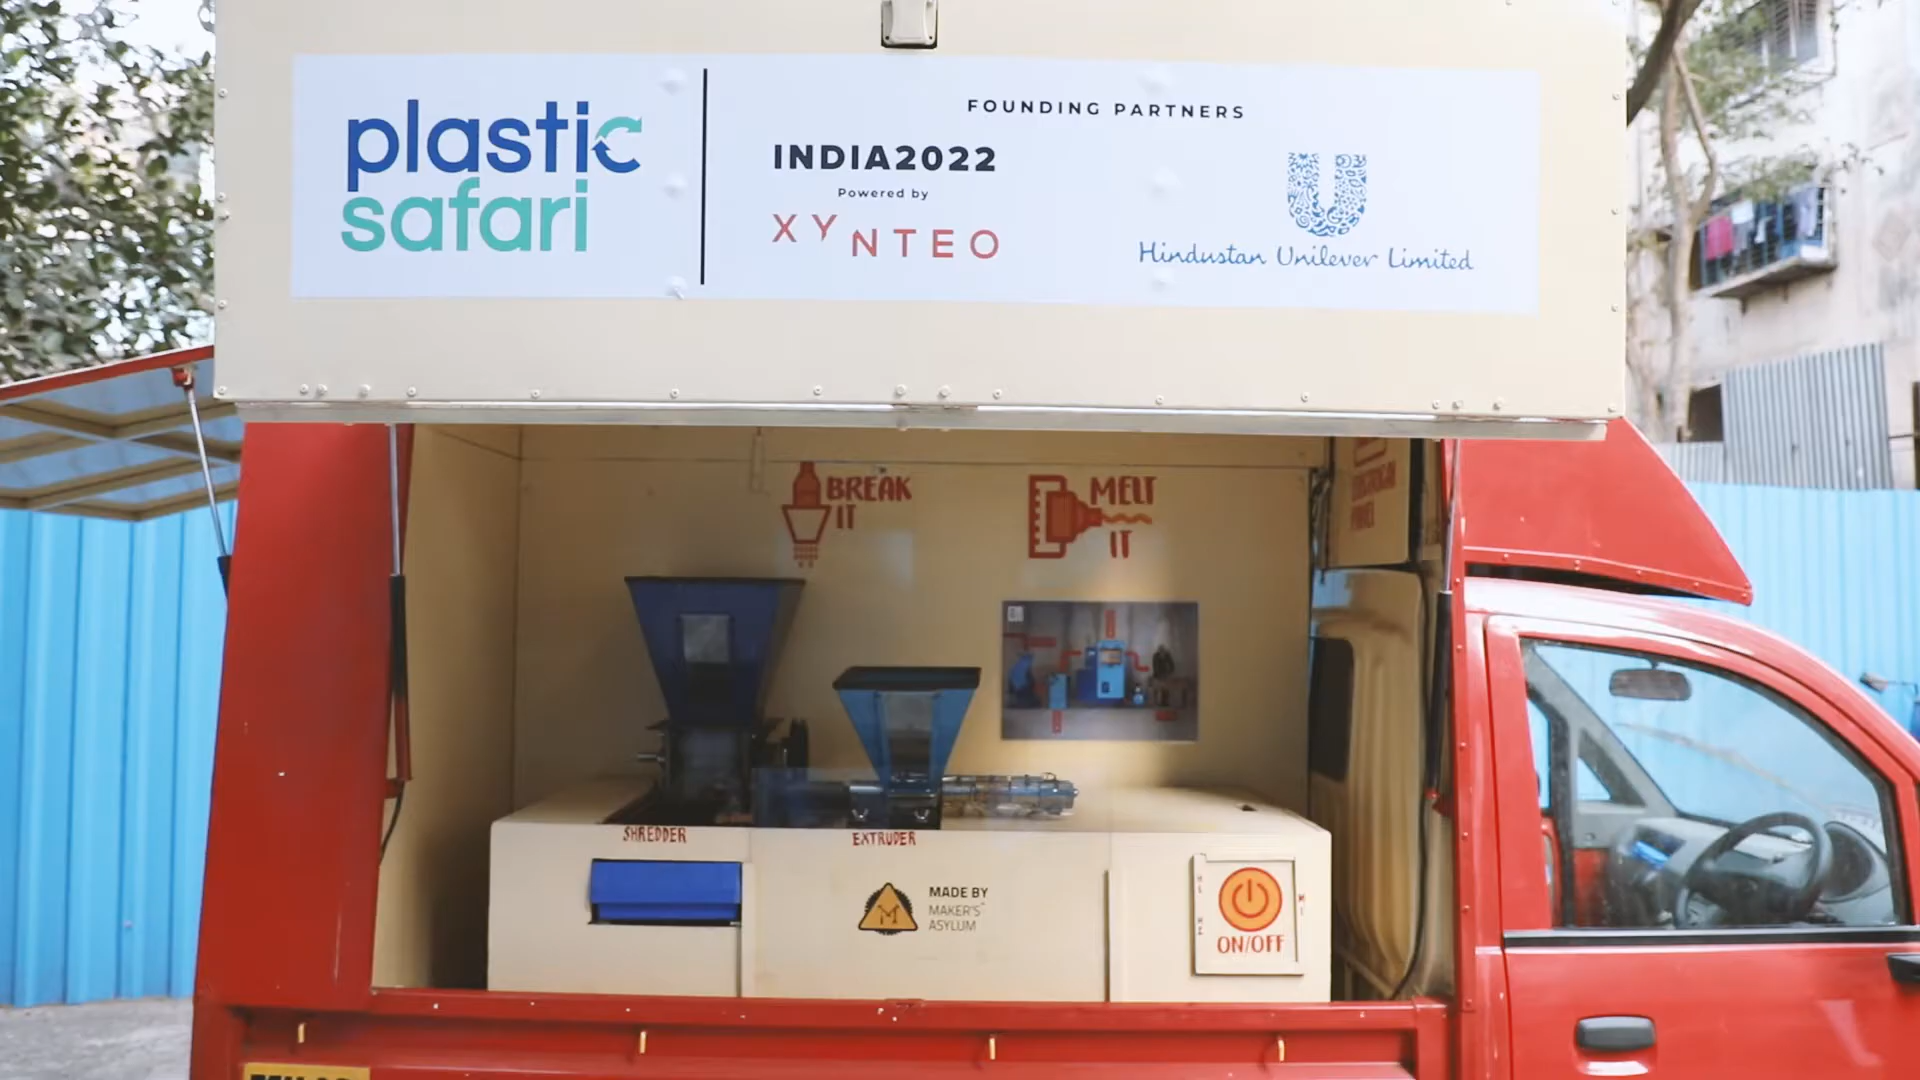 plastic
safari
FOUNDING PARTNERS
INDIA2022
Powered by
XYNTEO
Hindustan Unilever Limited
BREAK
IT
MELT
IT
SHREDDER
EXTRUDER
MADE BY
MAKER'S
ASYLUM
ON/OFF